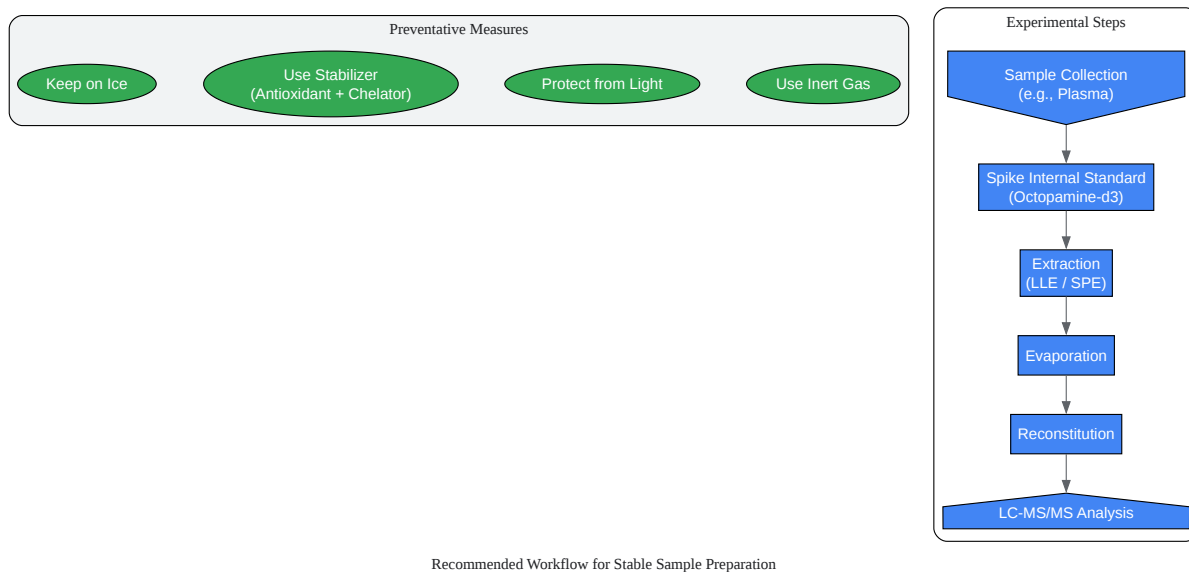 Preventative Measures
Keep on Ice
Use Stabilizer
(Antioxidant + Chelator)
Protect from Light
Use Inert Gas
Experimental Steps
Sample Collection
(e.g., Plasma)
Spike Internal Standard
(Octopamine-d3)
Extraction
(LLE / SPE)
Evaporation
Reconstitution
LC-MS/MS Analysis
Recommended Workflow for Stable Sample Preparation